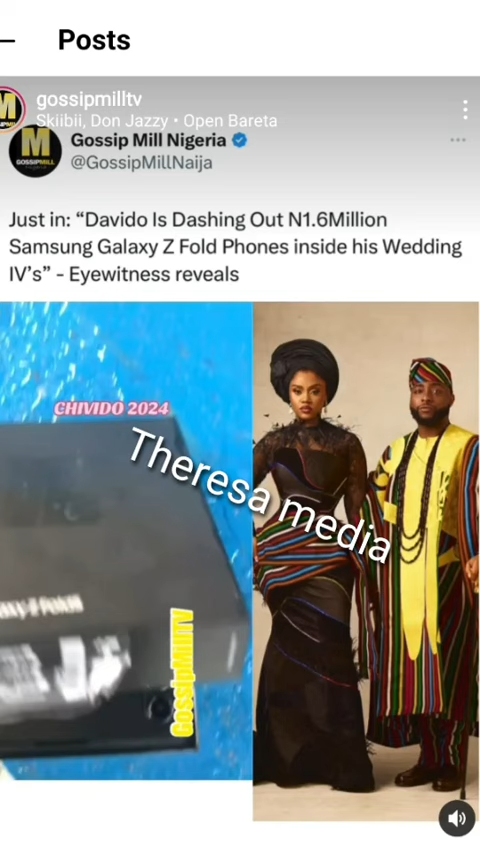 Posts
gossipmilltv
Skiibii, Don Jazzy • Open Bareta
Gossip Mill Nigeria
@GossipMillNaija
M
GOSSIPMILL
Just in: “Davido Is Dashing Out N1.6Million
Samsung Galaxy Z Fold Phones inside his Wedding
IV’s” - Eyewitness reveals
CHIVIDO 2024
Theresa media
GossipMillTV